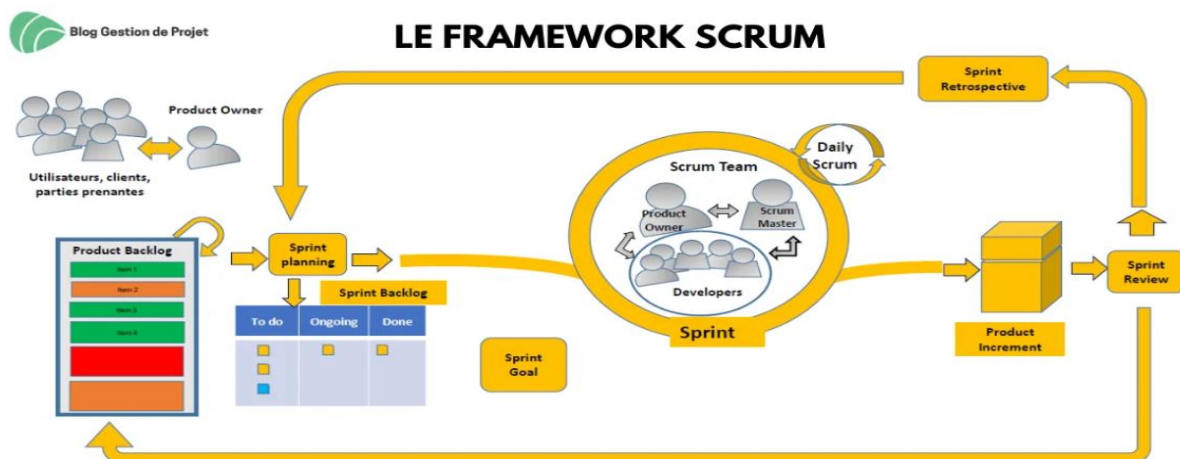 Blog Gestion de Projet
LE FRAMEWORK SCRUM
Sprint
Retrospective
Product Owner
Utilisateurs, clients,
parties prenantes
Daily
Scrum
Scrum Team
Product
Owner
Scrum
Master
Developers
Sprint
Product Backlog
Item 1
Item 2
Item 3
Item 4
Sprint
planning
Sprint Backlog
To do
Ongoing
Done
Sprint
Goal
Product
Increment
Sprint
Review